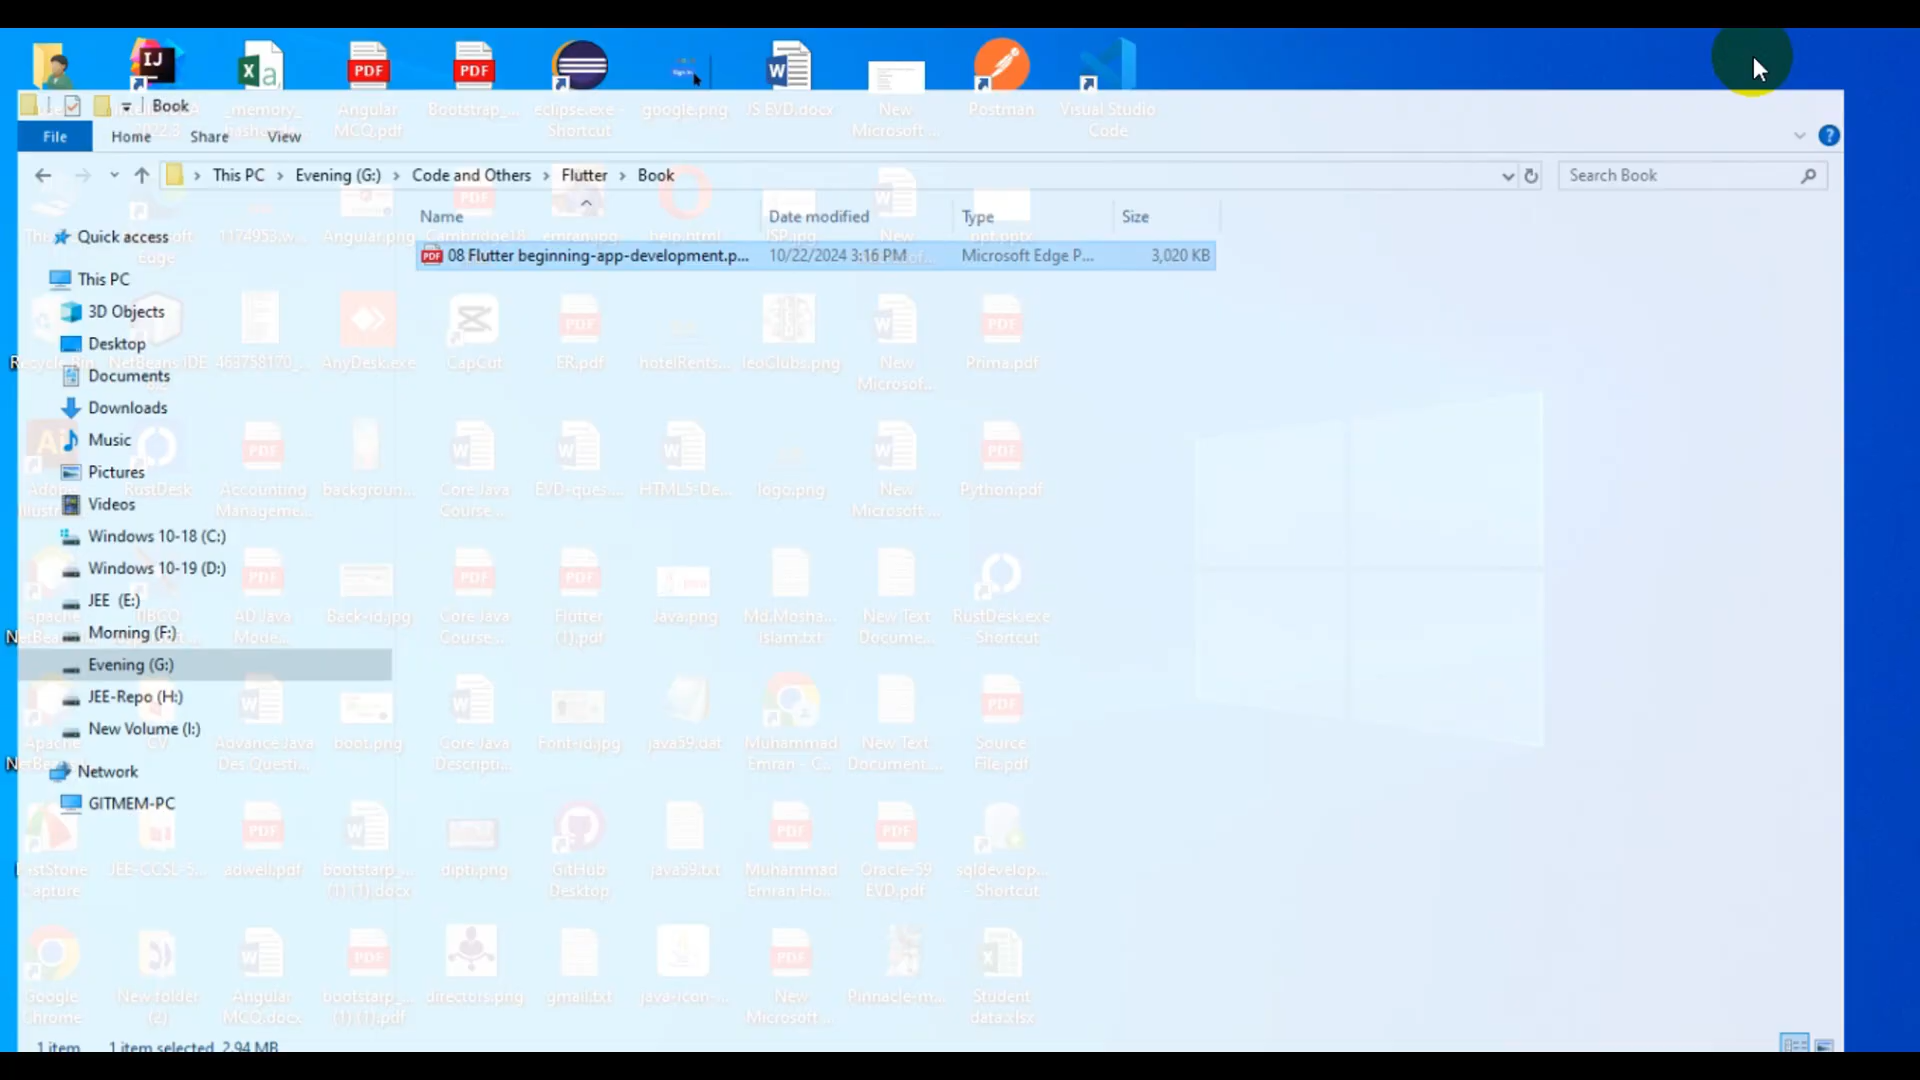 Book
File
Home
Share
View
This PC
Evening (G:)
Code and Others
Flutter
Book
Search Book
Name
Date modified
Type
Size
08 Flutter beginning-app-development.p...
10/22/2024 3:16 PM
Microsoft Edge P...
3,020 KB
Quick access
This PC
3D Objects
Desktop
Documents
Downloads
Music
Pictures
Videos
Windows 10-18 (C:)
Windows 10-19 (D:)
JEE (E:)
Morning (F:)
Evening (G:)
JEE-Repo (H:)
New Volume (I:)
Network
GITMEM-PC
1 item
1 item selected 2.94 MB
Angular
MCQ.pdf
Bootstrap_...
eclipse.exe -
Shortcut
google.png
JS EVD.docx
New
Microsoft ...
Postman
Visual Studio
Code
Angular.png
AnyDesk.exe
CapCut
ER.pdf
hotelRents...
leoClubs.png
New
Microsof...
Prima.pdf
RustDesk
Accounting
Manageme...
backgroun...
Core Java
Course ...
EVD-ques....
HTML5-De...
logo.png
New
Microsoft ...
Python.pdf
AD Java
Mode...
Back-id.jpg
Core Java
Course ...
Flutter
(1).pdf
Java.png
Md.Mosha...
islam.txt
New Text
Docume...
RustDesk.exe
Shortcut
CV
Advance Java
Des.Questi...
boot.png
Core Java
Descripti...
Font-id.jpg
java59.dat
Muhammad
Emran - C...
New Text
Document...
Source
File.pdf
Capture
JEE-CCSL-5...
adweli.pdf
bootstarp_...
(1) (1).docx
dipti.png
GitHub
Desktop
java59.txt
Muhammad
Emran Ho...
Oracle-59
EVD.pdf
sqldevelop...
- Shortcut
Google
Chrome
New folder
(2)
Angular
MCQ.docx
bootstarp_...
(1) (1).pdf
directors.png
gmail.txt
java-icon-...
New
Microsoft ...
Pinnacle-m...
Student
data.xlsx